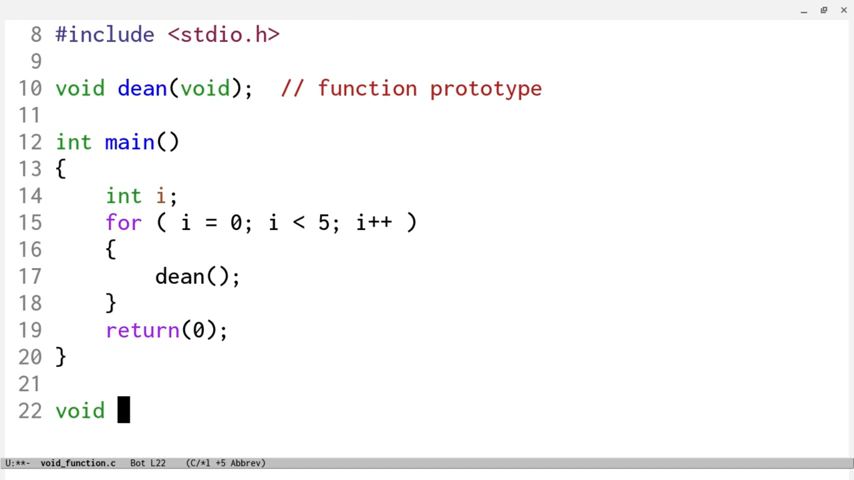 8 #include <stdio.h>
9
10 void dean(void);  // function prototype
11
12 int main()
13 {
14     int i;
15     for ( i = 0; i < 5; i++ )
16     {
17         dean();
18     }
19     return(0);
20 }
21
22 void
U:**-  void_function.c   Bot L22   (C/*l +5 Abbrev)